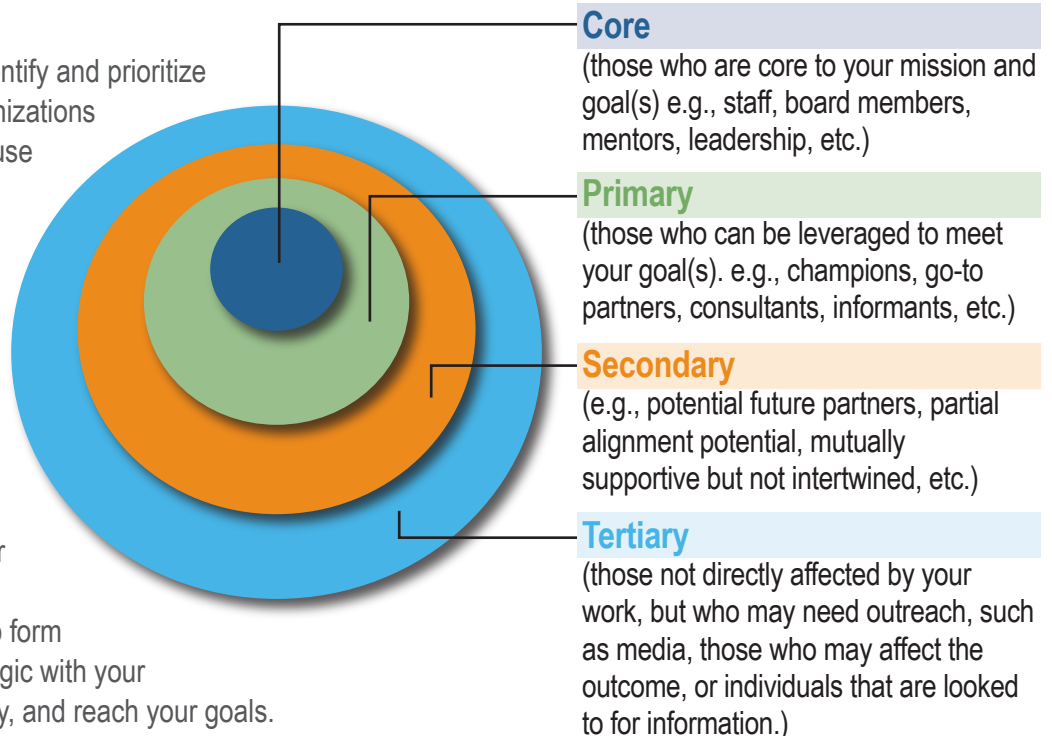 ntify and prioritize
nizations
use
r
o form
gic with your
y, and reach your goals.
Core
(those who are core to your mission and
goal(s) e.g., staff, board members,
mentors, leadership, etc.)
Primary
(those who can be leveraged to meet
your goal(s). e.g., champions, go-to
partners, consultants, informants, etc.)
Secondary
(e.g., potential future partners, partial
alignment potential, mutually
supportive but not intertwined, etc.)
Tertiary
(those not directly affected by your
work, but who may need outreach, such
as media, those who may affect the
outcome, or individuals that are looked
to for information.)